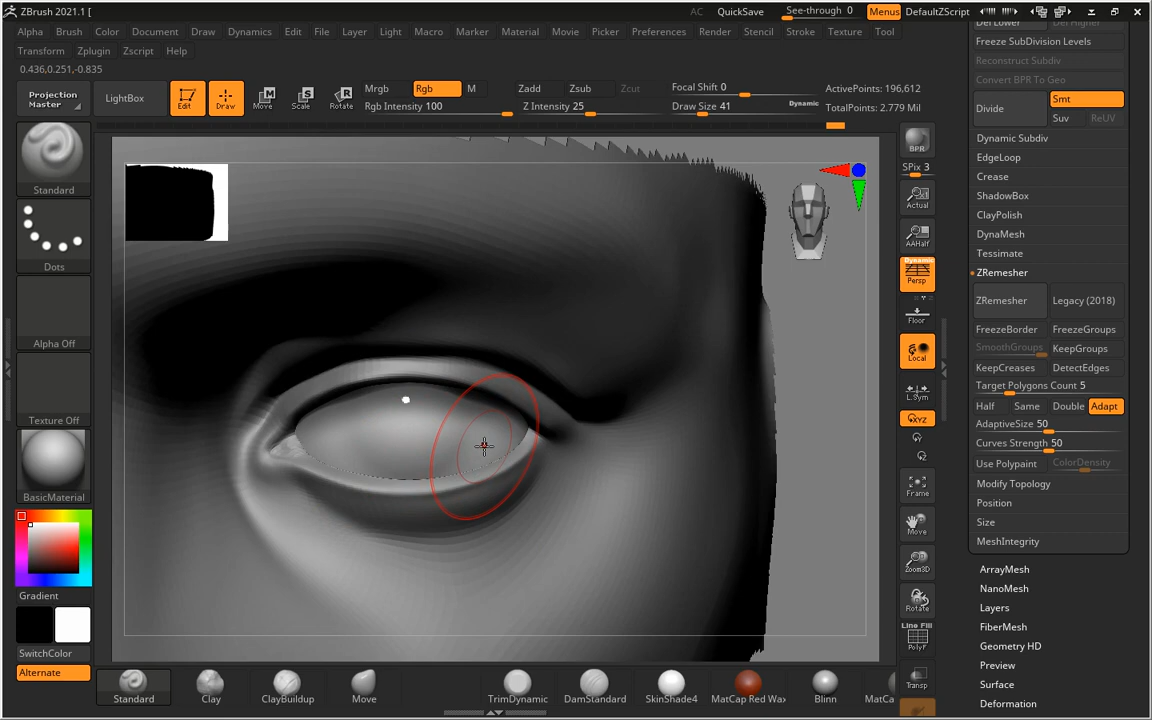 ZBrush 2021.1 [
AC QuickSave See-through 0 Menus DefaultZScript
Alpha Brush Color Document Draw Dynamics Edit File Layer Light Macro Marker Material Movie Picker Preferences Render Stencil Stroke Texture Tool
Transform Zplugin Zscript Help
0.436,0.251,-0.835
Projection
Master
LightBox
Edit
Draw
Move
Scale
Rotate
Mrgb Rgb M
Rgb Intensity 100
Zadd Zsub Zcut
Z Intensity 25
Focal Shift 0
Draw Size 41
Dynamic
ActivePoints: 196,612
TotalPoints: 2.779 Mil
Standard
Dots
Alpha Off
Texture Off
BasicMaterial
Gradient
SwitchColor
Alternate
BPR
SPix 3
Actual
AAHalf
Dynamic
Persp
Floor
Local
L.Sym
XYZ
Frame
Move
Zoom3D
Rotate
Line Fill
PolyF
Transp
Del Lower Del Higher
Freeze SubDivision Levels
Reconstruct Subdiv
Convert BPR To Geo
Divide
Smt
Suv ReUV
Dynamic Subdiv
EdgeLoop
Crease
ShadowBox
ClayPolish
DynaMesh
Tessimate
ZRemesher
ZRemesher Legacy (2018)
FreezeBorder FreezeGroups
SmoothGroups KeepGroups
KeepCreases DetectEdges
Target Polygons Count 5
Half Same Double Adapt
AdaptiveSize 50
Curves Strength 50
Use Polypaint ColorDensity
Modify Topology
Position
Size
MeshIntegrity
ArrayMesh
NanoMesh
Layers
FiberMesh
Geometry HD
Preview
Surface
Deformation
Standard Clay ClayBuildup Move TrimDynamic DamStandard SkinShade4 MatCap Red Wax Blinn MatCa